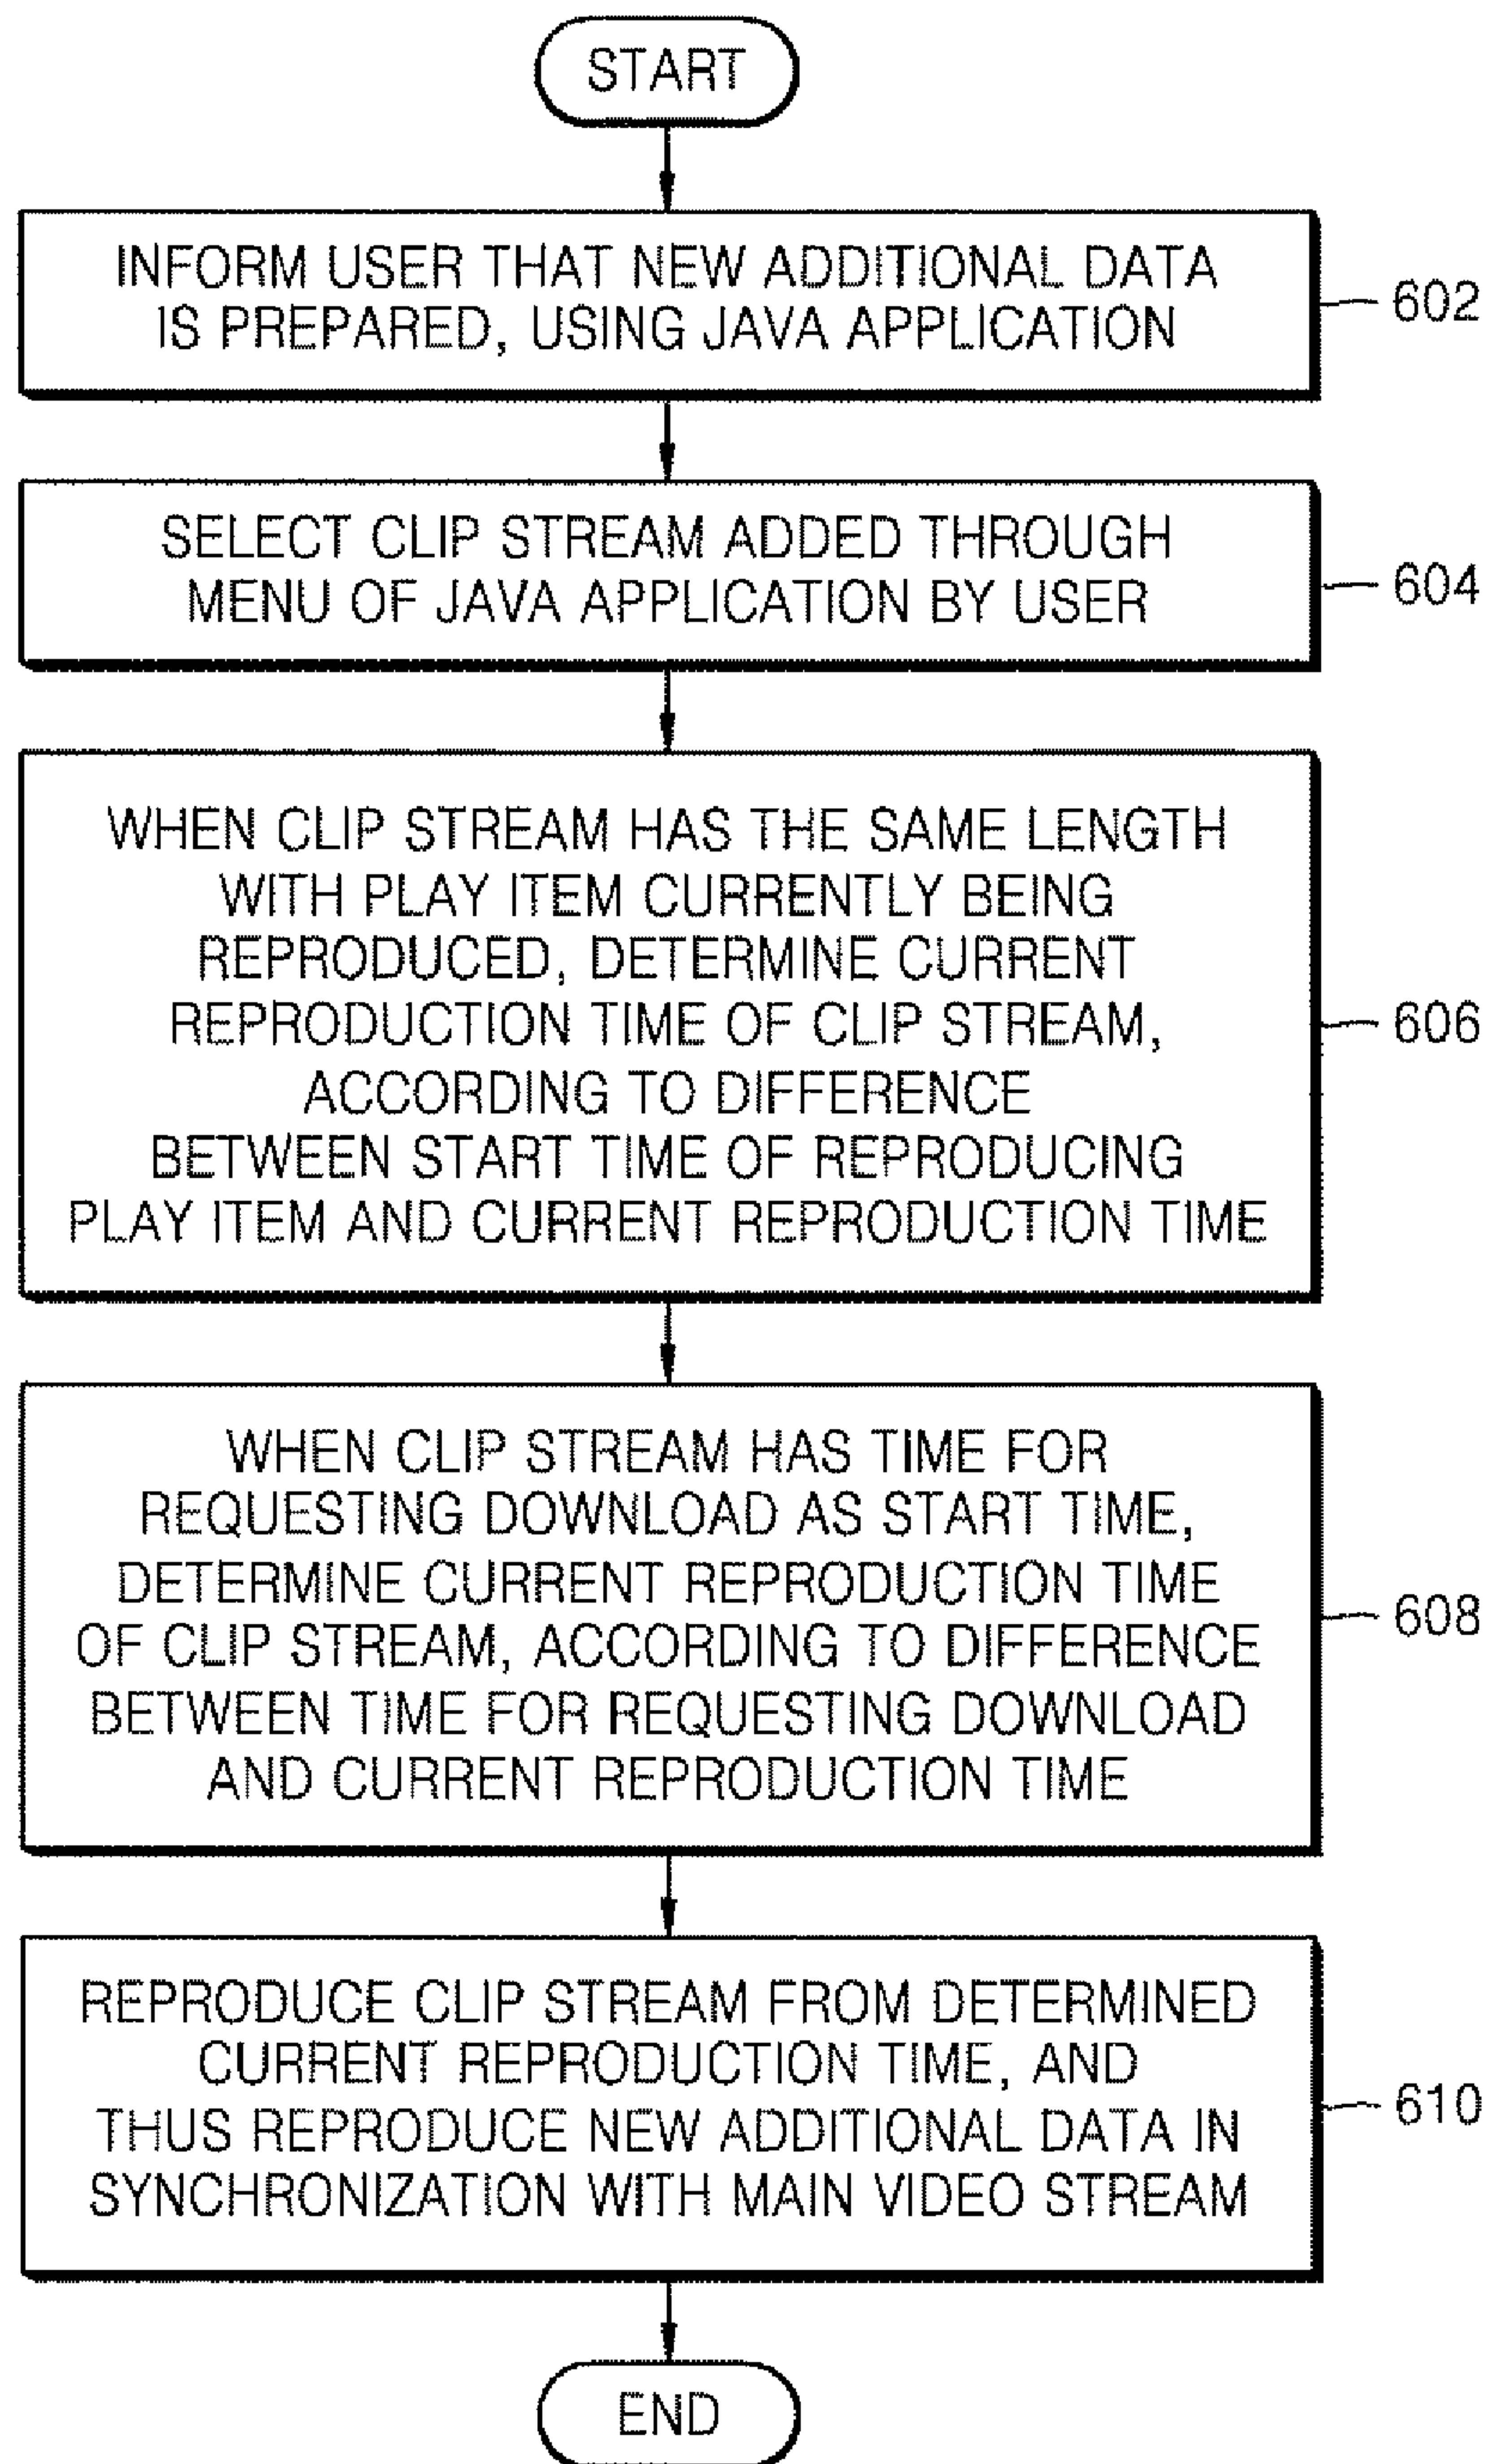 START
INFORM USER THAT NEW ADDITIONAL DATA
IS PREPARED, USING JAVA APPLICATION
602
SELECT CLIP STREAM ADDED THROUGH
MENU OF JAVA APPLICATION BY USER
604
WHEN CLIP STREAM HAS THE SAME LENGTH
WITH PLAY ITEM CURRENTLY BEING
REPRODUCED, DETERMINE CURRENT
REPRODUCTION TIME OF CLIP STREAM,
ACCORDING TO DIFFERENCE
BETWEEN START TIME OF REPRODUCING
PLAY ITEM AND CURRENT REPRODUCTION TIME
606
WHEN CLIP STREAM HAS TIME FOR
REQUESTING DOWNLOAD AS START TIME,
DETERMINE CURRENT REPRODUCTION TIME
OF CLIP STREAM, ACCORDING TO DIFFERENCE
BETWEEN TIME FOR REQUESTING DOWNLOAD
AND CURRENT REPRODUCTION TIME
608
REPRODUCE CLIP STREAM FROM DETERMINED
CURRENT REPRODUCTION TIME, AND
THUS REPRODUCE NEW ADDITIONAL DATA IN
SYNCHRONIZATION WITH MAIN VIDEO STREAM
610
END